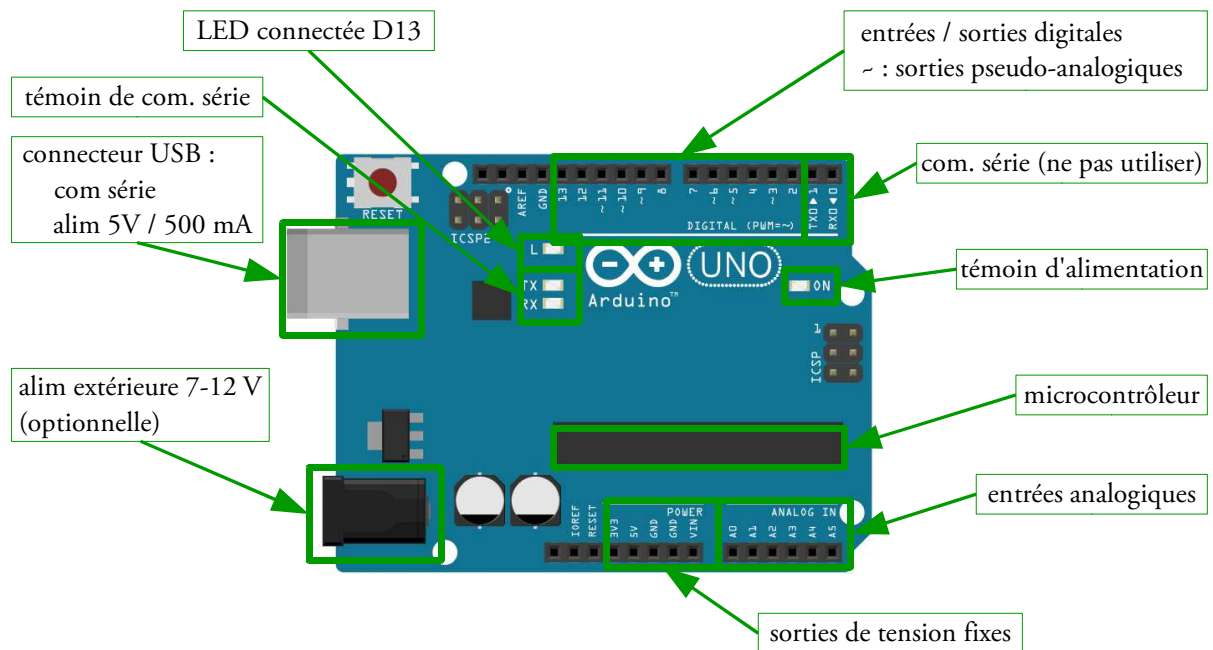 LED connectée D13
entrées / sorties digitales
~ : sorties pseudo-analogiques
témoin de com. série
connecteur USB :
com série
alim 5V / 500 mA
com. série (ne pas utiliser)
témoin d'alimentation
alim extérieure 7-12 V
(optionnelle)
microcontrôleur
entrées analogiques
sorties de tension fixes
RESET
ICSP2
AREF
GND
13
12
~11
~10
~9
8
7
~6
~5
4
~3
2
TX0▶1
RX0◀0
DIGITAL (PWM=~)
L
TX
RX
Arduino™
UNO
ON
1
ICSP
POWER
ANALOG IN
IOREF
RESET
3V3
5V
GND
GND
VIN
A0
A1
A2
A3
A4
A5